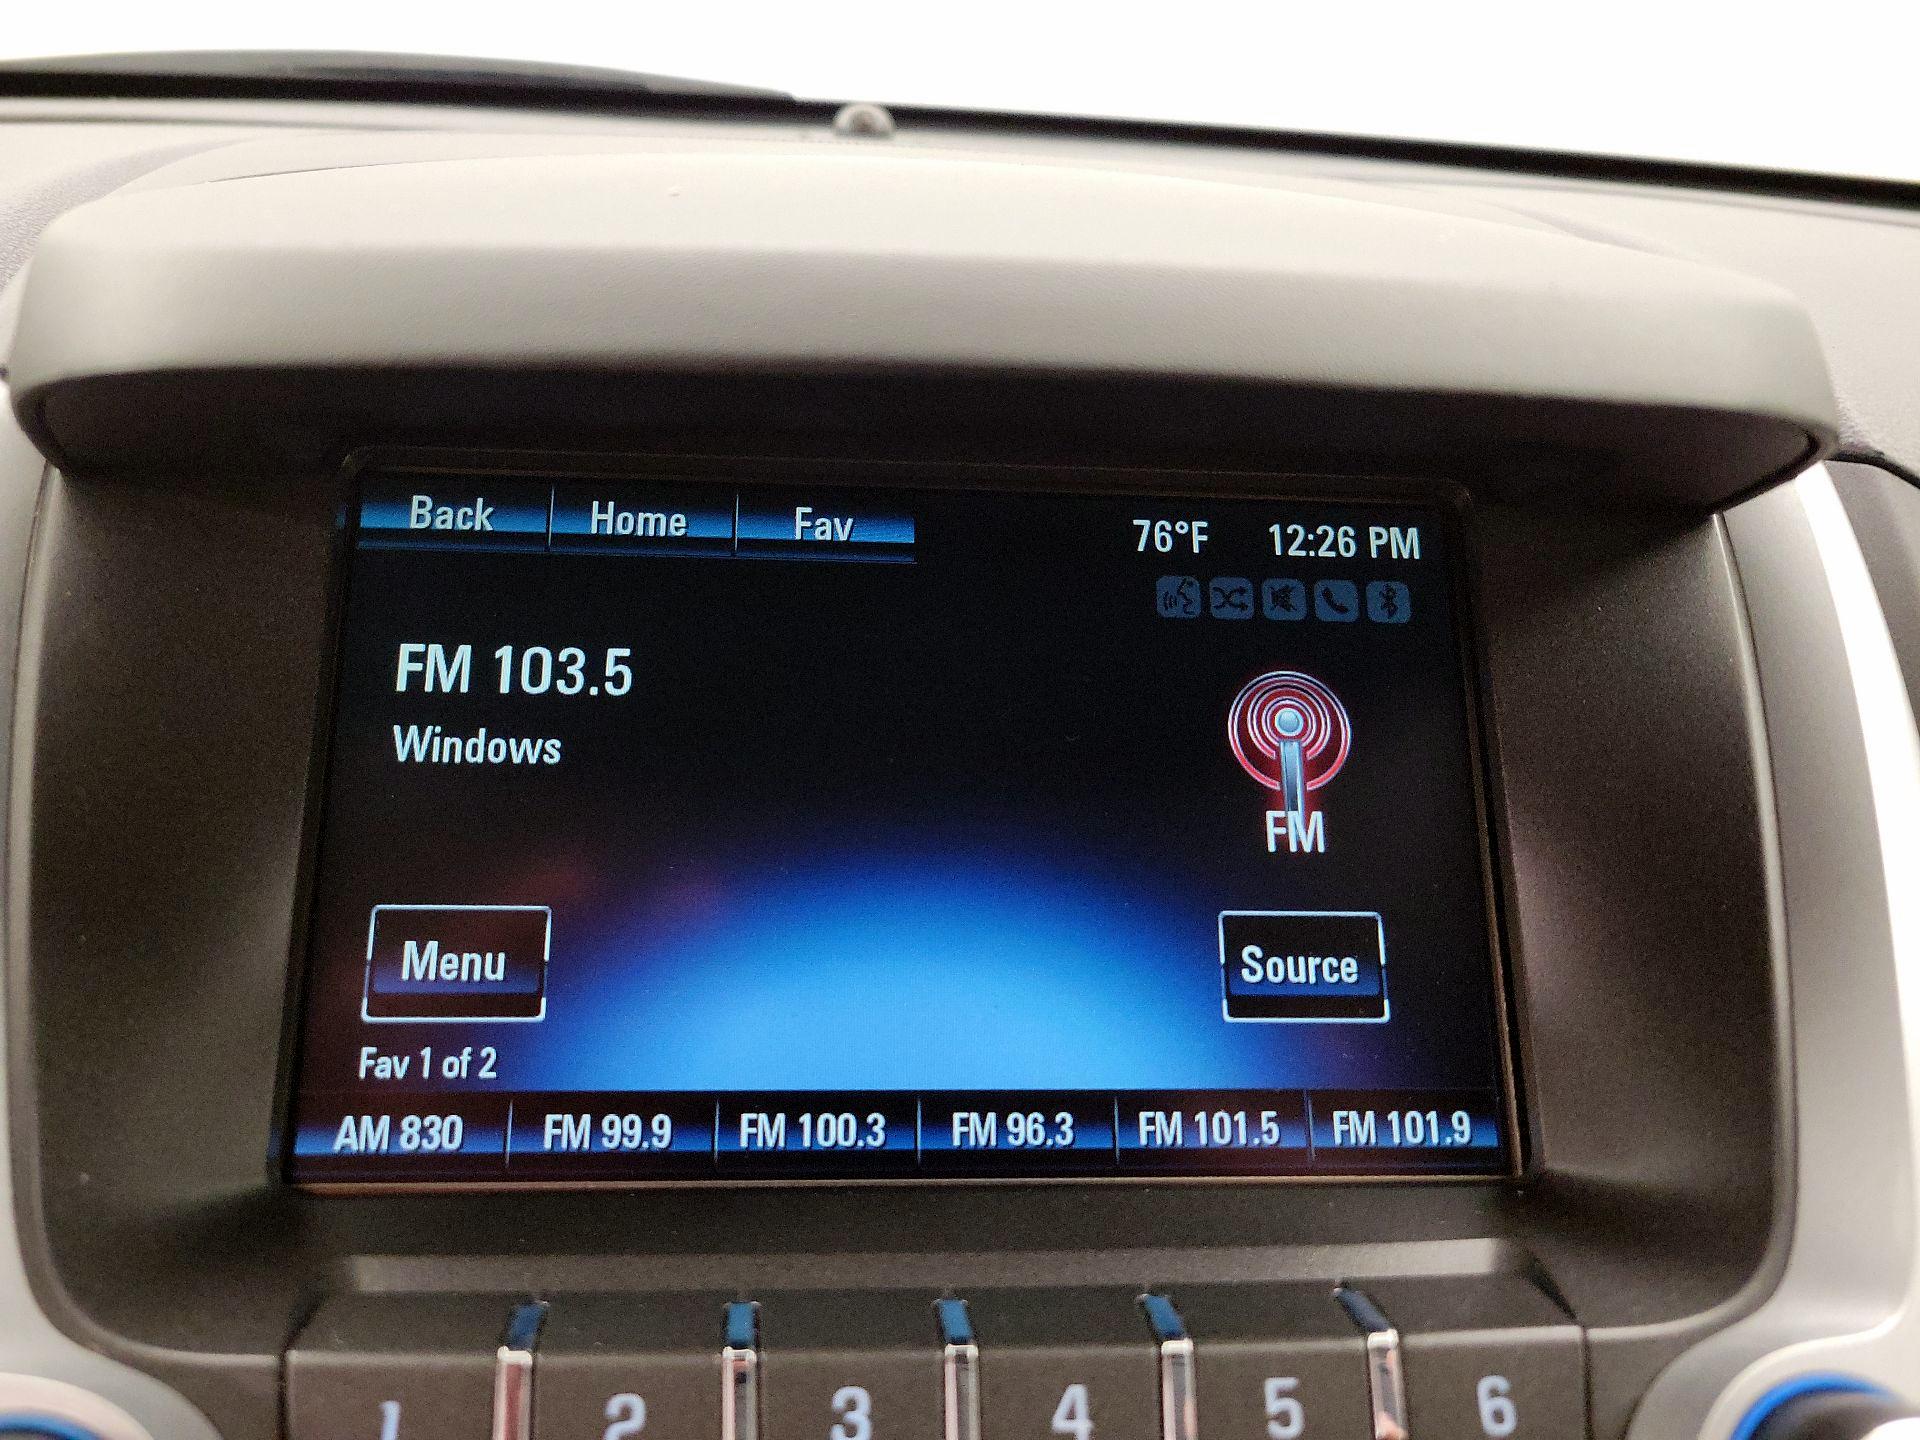 Back Home Fav 76°F 12:26 PM
FM 103.5
Windows
FM
Menu Source
Fav 1 of 2
AM 830 FM 99.9 FM 100.3 FM 96.3 FM 101.5 FM 101.9
1 2 3 4 5 6